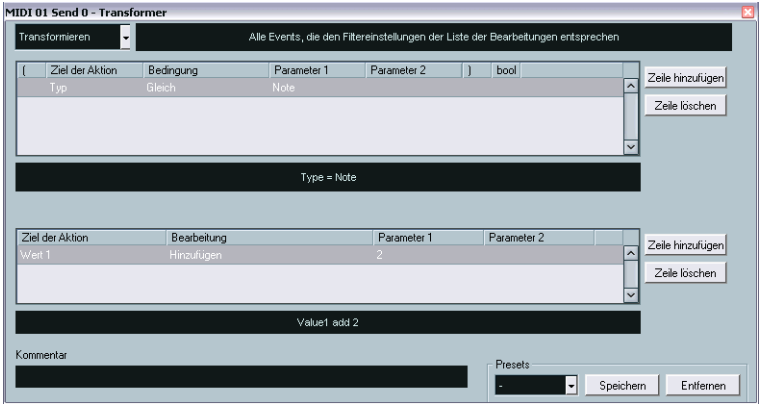 MIDI 01 Send 0 - Transformer
Transformieren
Alle Events, die den Filtereinstellungen der Liste der Bearbeitungen entsprechen
( Ziel der Aktion Bedingung Parameter 1 Parameter 2 ) bool
Typ Gleich Note
Zeile hinzufügen
Zeile löschen
Type = Note
Ziel der Aktion Bearbeitung Parameter 1 Parameter 2
Wert 1 Hinzufügen 2
Zeile hinzufügen
Zeile löschen
Value1 add 2
Kommentar
Presets
- Speichern Entfernen